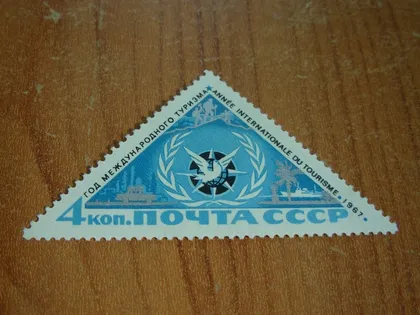 ГОД МЕЖДУНАРОДНОГО ТУРИЗМА
ANNÉE INTERNATIONALE DU TOURISME. 1967.
4 КОП. ПОЧТА СССР